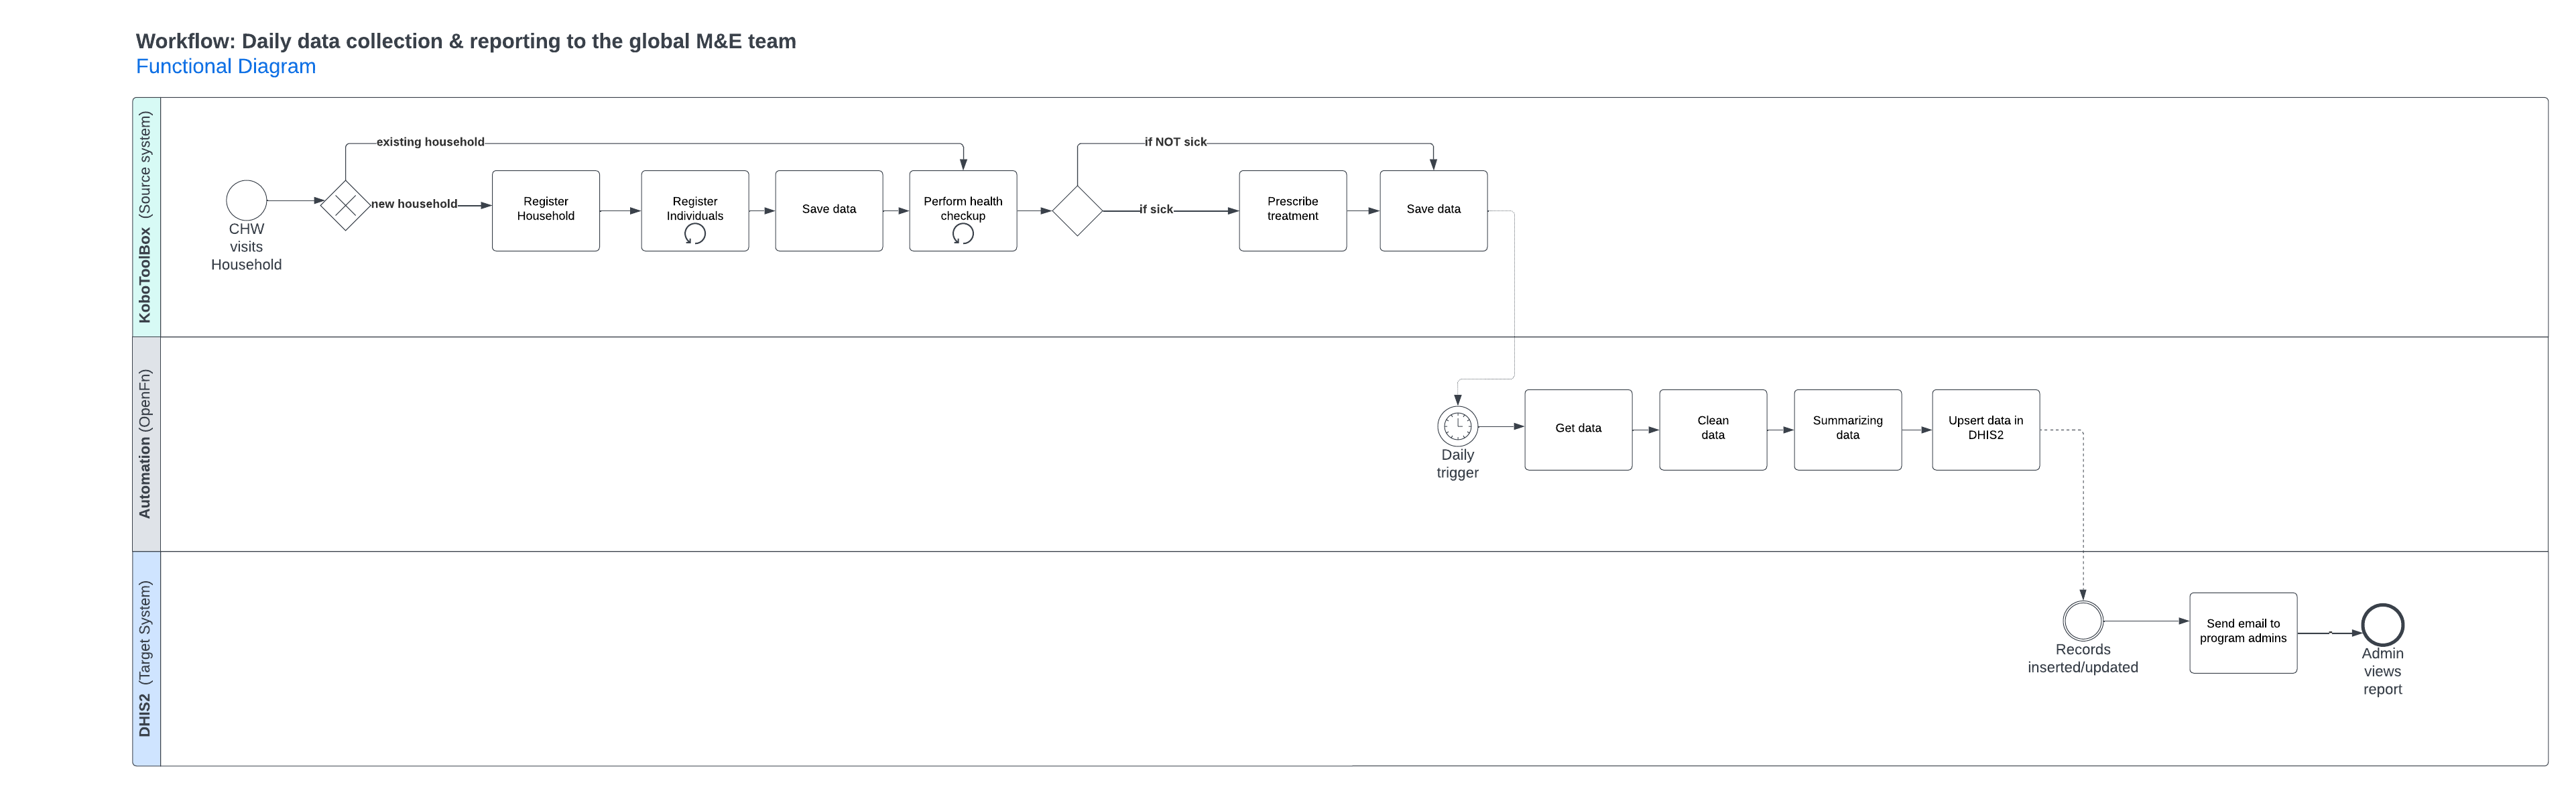 Workflow: Daily data collection & reporting to the global M&E team
Functional Diagram
KoboToolBox (Source system)
existing household
if NOT sick
CHW
visits
Household
new household
Register
Household
Register
Individuals
Save data
Perform health
checkup
if sick
Prescribe
treatment
Save data
Automation (OpenFn)
Daily
trigger
Get data
Clean
data
Summarizing
data
Upsert data in
DHIS2
DHIS2 (Target System)
Records
inserted/updated
Send email to
program admins
Admin
views
report